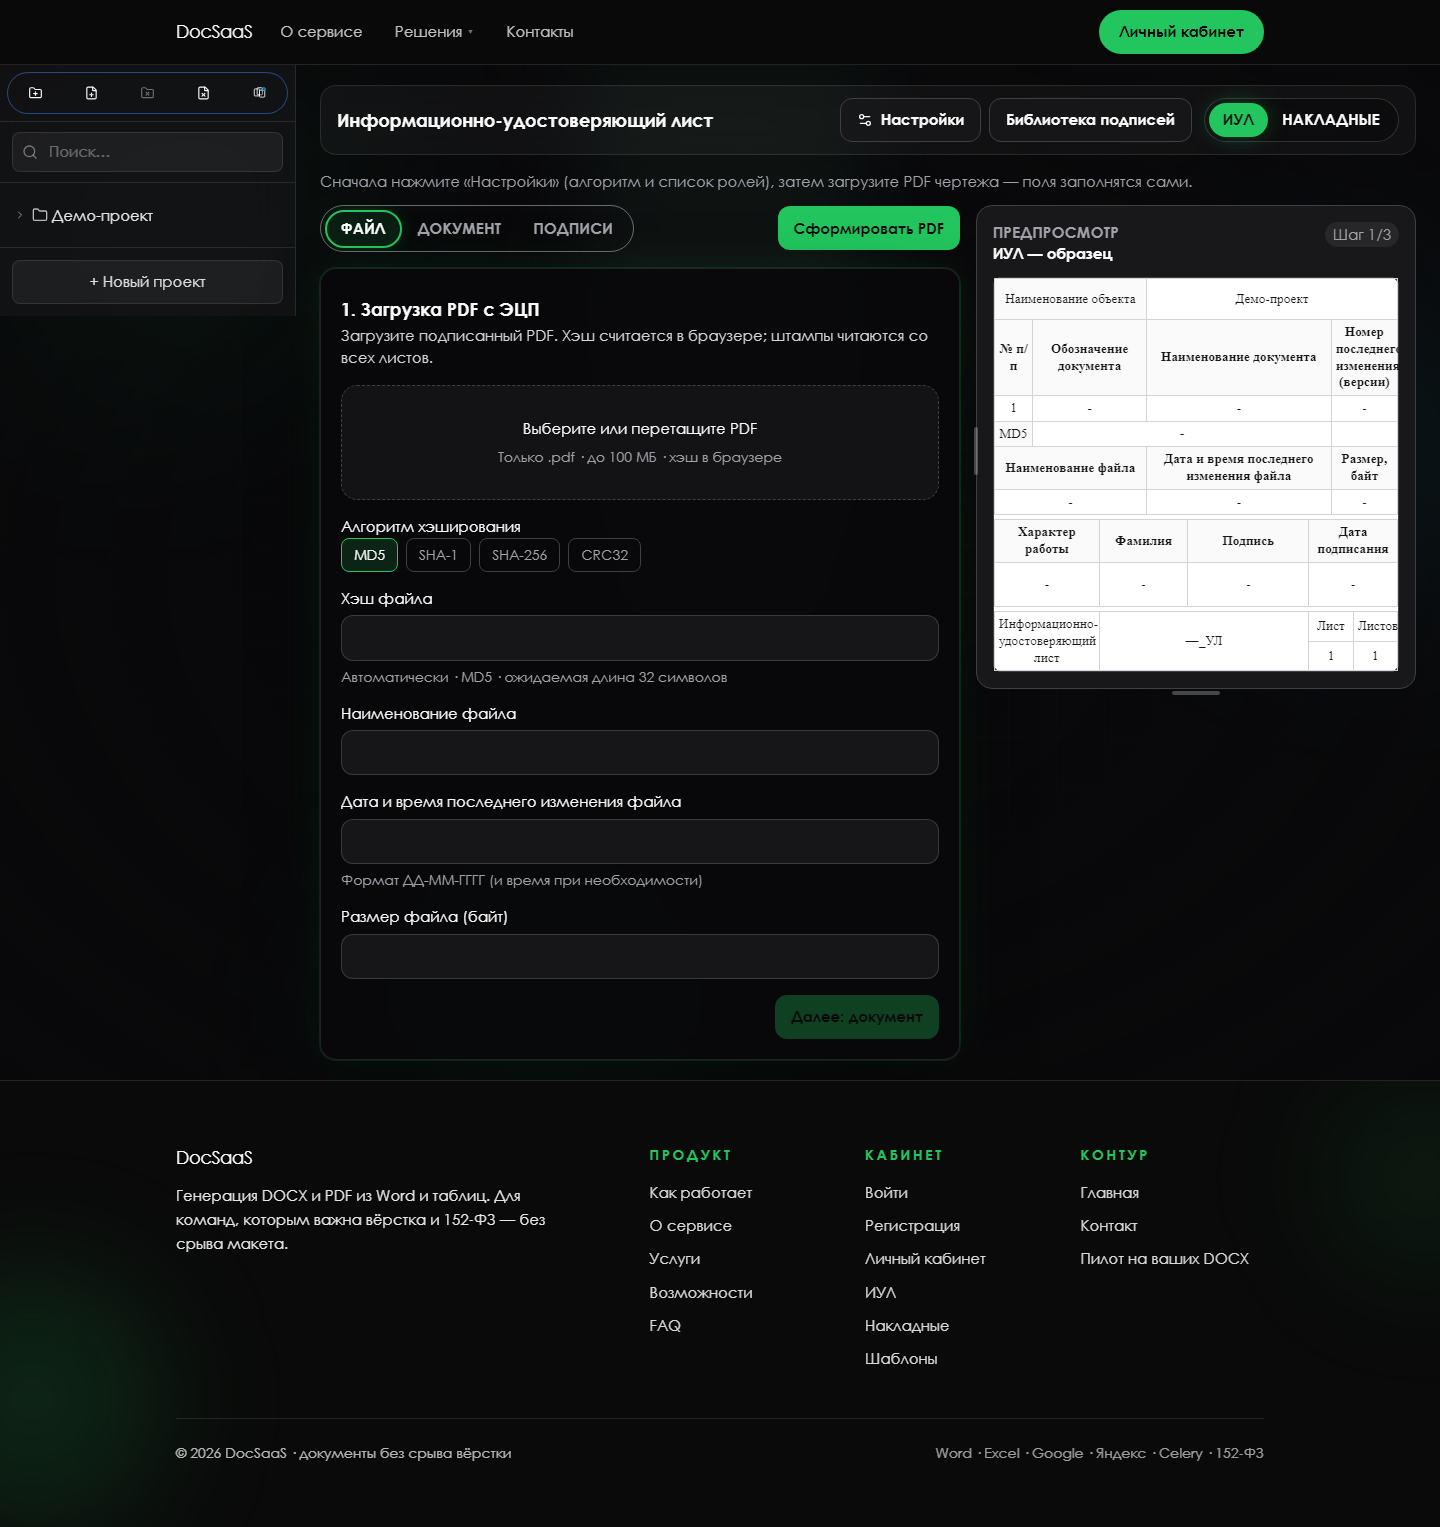 DocSaaS
О сервисе
Решения
Контакты
Личный кабинет
Поиск...
Демо-проект
+ Новый проект
Информационно-удостоверяющий лист
Настройки
Библиотека подписей
ИУЛ
НАКЛАДНЫЕ
Сначала нажмите «Настройки» (алгоритм и список ролей), затем загрузите PDF чертежа — поля заполнятся сами.
ФАЙЛ
ДОКУМЕНТ
ПОДПИСИ
Сформировать PDF
1. Загрузка PDF с ЭЦП
Загрузите подписанный PDF. Хэш считается в браузере; штампы читаются со
всех листов.
Выберите или перетащите PDF
Только .pdf · до 100 МБ · хэш в браузере
Алгоритм хэширования
MD5
SHA-1
SHA-256
CRC32
Хэш файла
Автоматически · MD5 · ожидаемая длина 32 символов
Наименование файла
Дата и время последнего изменения файла
Формат ДД-ММ-ГГГГ (и время при необходимости)
Размер файла (байт)
Далее: документ
ПРЕДПРОСМОТР
Шаг 1/3
ИУЛ — образец
Наименование объекта
Демо-проект
№ п/
п
Обозначение
документа
Наименование документа
Номер
последнего
изменения
(версии)
1
-
-
-
MD5
-
Наименование файла
Дата и время последнего
изменения файла
Размер,
байт
-
-
-
Характер
работы
Фамилия
Подпись
Дата
подписания
-
-
-
-
Информационно-
удостоверяющий
лист
—_УЛ
Лист
Листов
1
1
DocSaaS
Генерация DOCX и PDF из Word и таблиц. Для
команд, которым важна вёрстка и 152-ФЗ — без
срыва макета.
ПРОДУКТ
Как работает
О сервисе
Услуги
Возможности
FAQ
КАБИНЕТ
Войти
Регистрация
Личный кабинет
ИУЛ
Накладные
Шаблоны
КОНТУР
Главная
Контакт
Пилот на ваших DOCX
© 2026 DocSaaS · документы без срыва вёрстки
Word · Excel · Google · Яндекс · Celery · 152-ФЗ